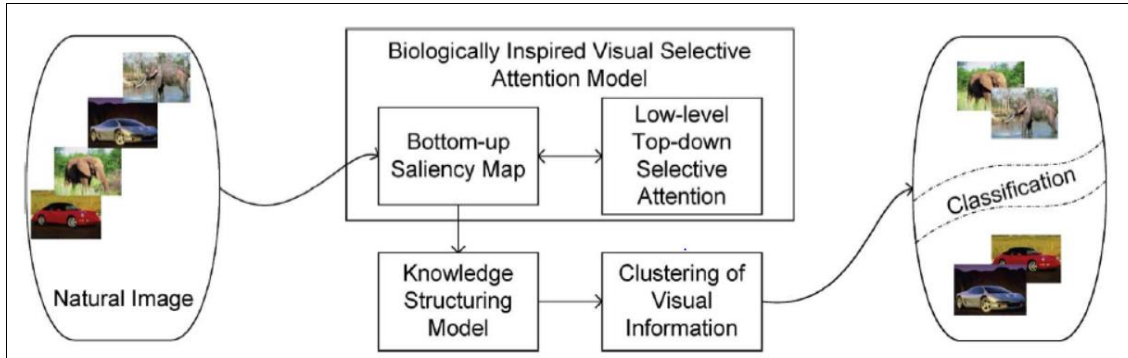 Natural Image
Biologically Inspired Visual Selective
Attention Model
Bottom-up
Saliency Map
Low-level
Top-down
Selective
Attention
Knowledge
Structuring
Model
Clustering of
Visual
Information
Classification